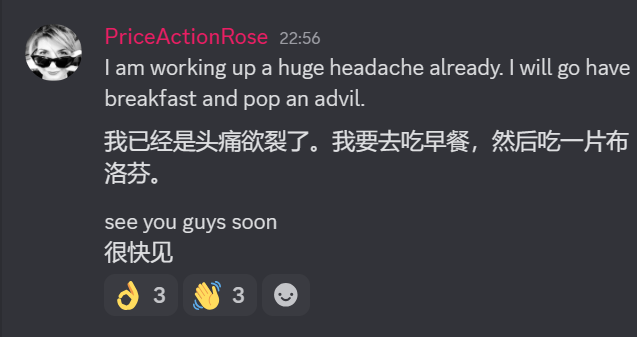 PriceActionRose 22:56
I am working up a huge headache already. I will go have
breakfast and pop an advil.
我已经是头痛欲裂了。我要去吃早餐，然后吃一片布
洛芬。
see you guys soon
很快见
3 3